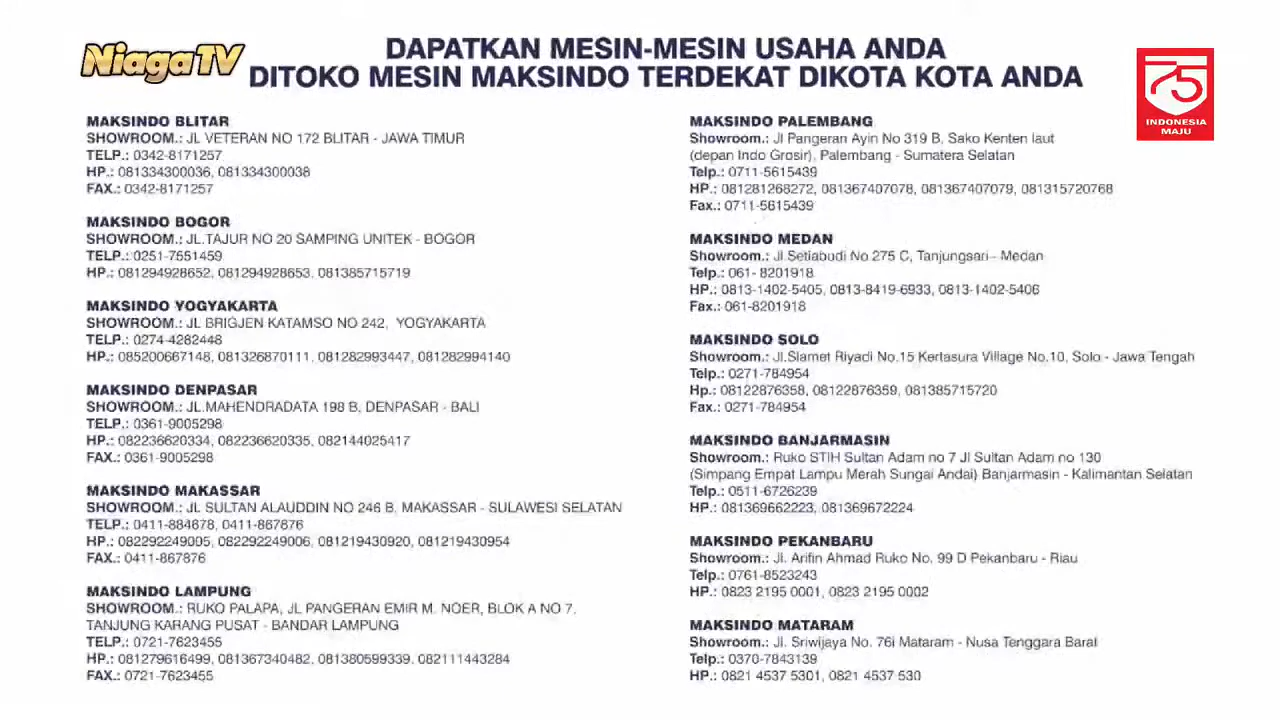 NiagaTV
DAPATKAN MESIN-MESIN USAHA ANDA
DITOKO MESIN MAKSINDO TERDEKAT DIKOTA KOTA ANDA
75
INDONESIA
MAJU
MAKSINDO BLITAR
SHOWROOM.: JL VETERAN NO 172 BLITAR - JAWA TIMUR
TELP.: 0342-8171257
HP.: 081334300036, 081334300038
FAX.: 0342-8171257
MAKSINDO BOGOR
SHOWROOM.: JL.TAJUR NO 20 SAMPING UNITEK - BOGOR
TELP.: 0251-7551459
HP.: 081294928652, 081294928653, 081385715719
MAKSINDO YOGYAKARTA
SHOWROOM.: JL BRIGJEN KATAMSO NO 242, YOGYAKARTA
TELP.: 0274-4282448
HP.: 085200667148, 081326870111, 081282993447, 081282994140
MAKSINDO DENPASAR
SHOWROOM.: JL.MAHENDRADATA 198 B, DENPASAR - BALI
TELP.: 0361-9005298
HP.: 082236620334, 082236620335, 082144025417
FAX.: 0361-9005298
MAKSINDO MAKASSAR
SHOWROOM.: JL SULTAN ALAUDDIN NO 246 B, MAKASSAR - SULAWESI SELATAN
TELP.: 0411-884678, 0411-867876
HP.: 082292249005, 082292249006, 081219430920, 081219430954
FAX.: 0411-867876
MAKSINDO LAMPUNG
SHOWROOM.: RUKO PALAPA, JL PANGERAN EMIR M. NOER, BLOK A NO 7,
TANJUNG KARANG PUSAT - BANDAR LAMPUNG
TELP.: 0721-7623455
HP.: 081279616499, 081367340482, 081380599339, 082111443284
FAX.: 0721-7623455
MAKSINDO PALEMBANG
Showroom.: Jl Pangeran Ayin No 319 B, Sako Kenten laut
(depan Indo Grosir), Palembang - Sumatera Selatan
Telp.: 0711-5615439
HP.: 081281268272, 081367407078, 081367407079, 081315720768
Fax.: 0711-5615439
MAKSINDO MEDAN
Showroom.: Jl.Setiabudi No 275 C, Tanjungsari - Medan
Telp.: 061- 8201918
HP.: 0813-1402-5405, 0813-8419-6933, 0813-1402-5406
Fax.: 061-8201918
MAKSINDO SOLO
Showroom.: Jl.Slamet Riyadi No.15 Kertasura Village No.10, Solo - Jawa Tengah
Telp.: 0271-784954
Hp.: 08122876358, 08122876359, 081385715720
Fax.: 0271-784954
MAKSINDO BANJARMASIN
Showroom.: Ruko STIH Sultan Adam no 7 Jl Sultan Adam no 130
(Simpang Empat Lampu Merah Sungai Andai) Banjarmasin - Kalimantan Selatan
Telp.: 0511-6726239
HP.: 081369662223, 081369672224
MAKSINDO PEKANBARU
Showroom.: Jl. Arifin Ahmad Ruko No. 99 D Pekanbaru - Riau
Telp.: 0761-8523243
HP.: 0823 2195 0001, 0823 2195 0002
MAKSINDO MATARAM
Showroom.: Jl. Sriwijaya No. 76i Mataram - Nusa Tenggara Barat
Telp.: 0370-7843139
HP.: 0821 4537 5301, 0821 4537 530